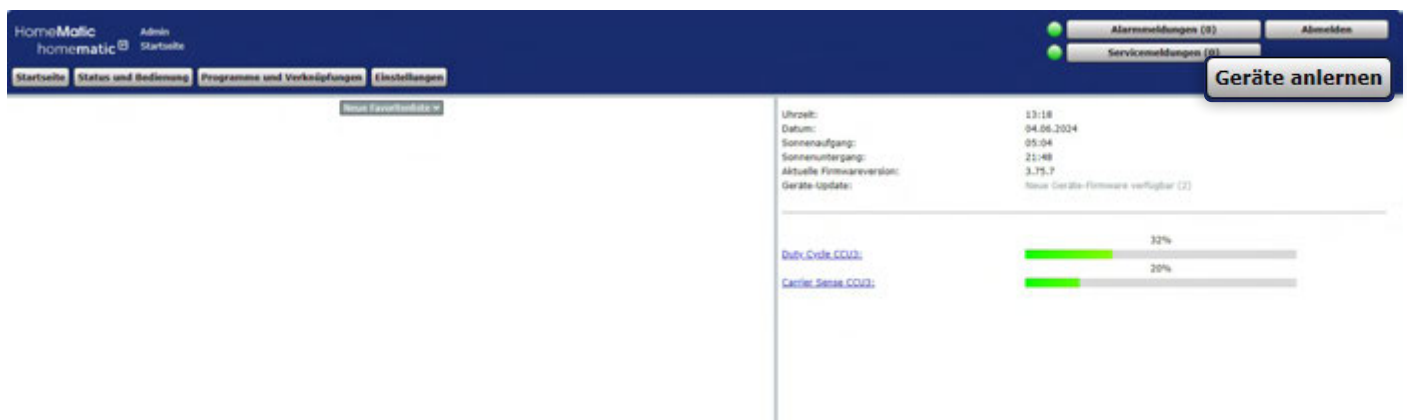 HomeMatic
homematic IP
Admin
Startseite
Alarmmeldungen (0)
Abmelden
Servicemeldungen (0)
Geräte anlernen
Startseite
Status und Bedienung
Programme und Verknüpfungen
Einstellungen
Neue Favoritenliste
Uhrzeit: 13:18
Datum: 04.06.2024
Sonnenaufgang: 05:04
Sonnenuntergang: 21:48
Aktuelle Firmwareversion: 3.75.7
Geräte-Update: Neue Geräte-Firmware verfügbar (2)
32%
Duty Cycle CCU3:
20%
Carrier Sense CCU3: